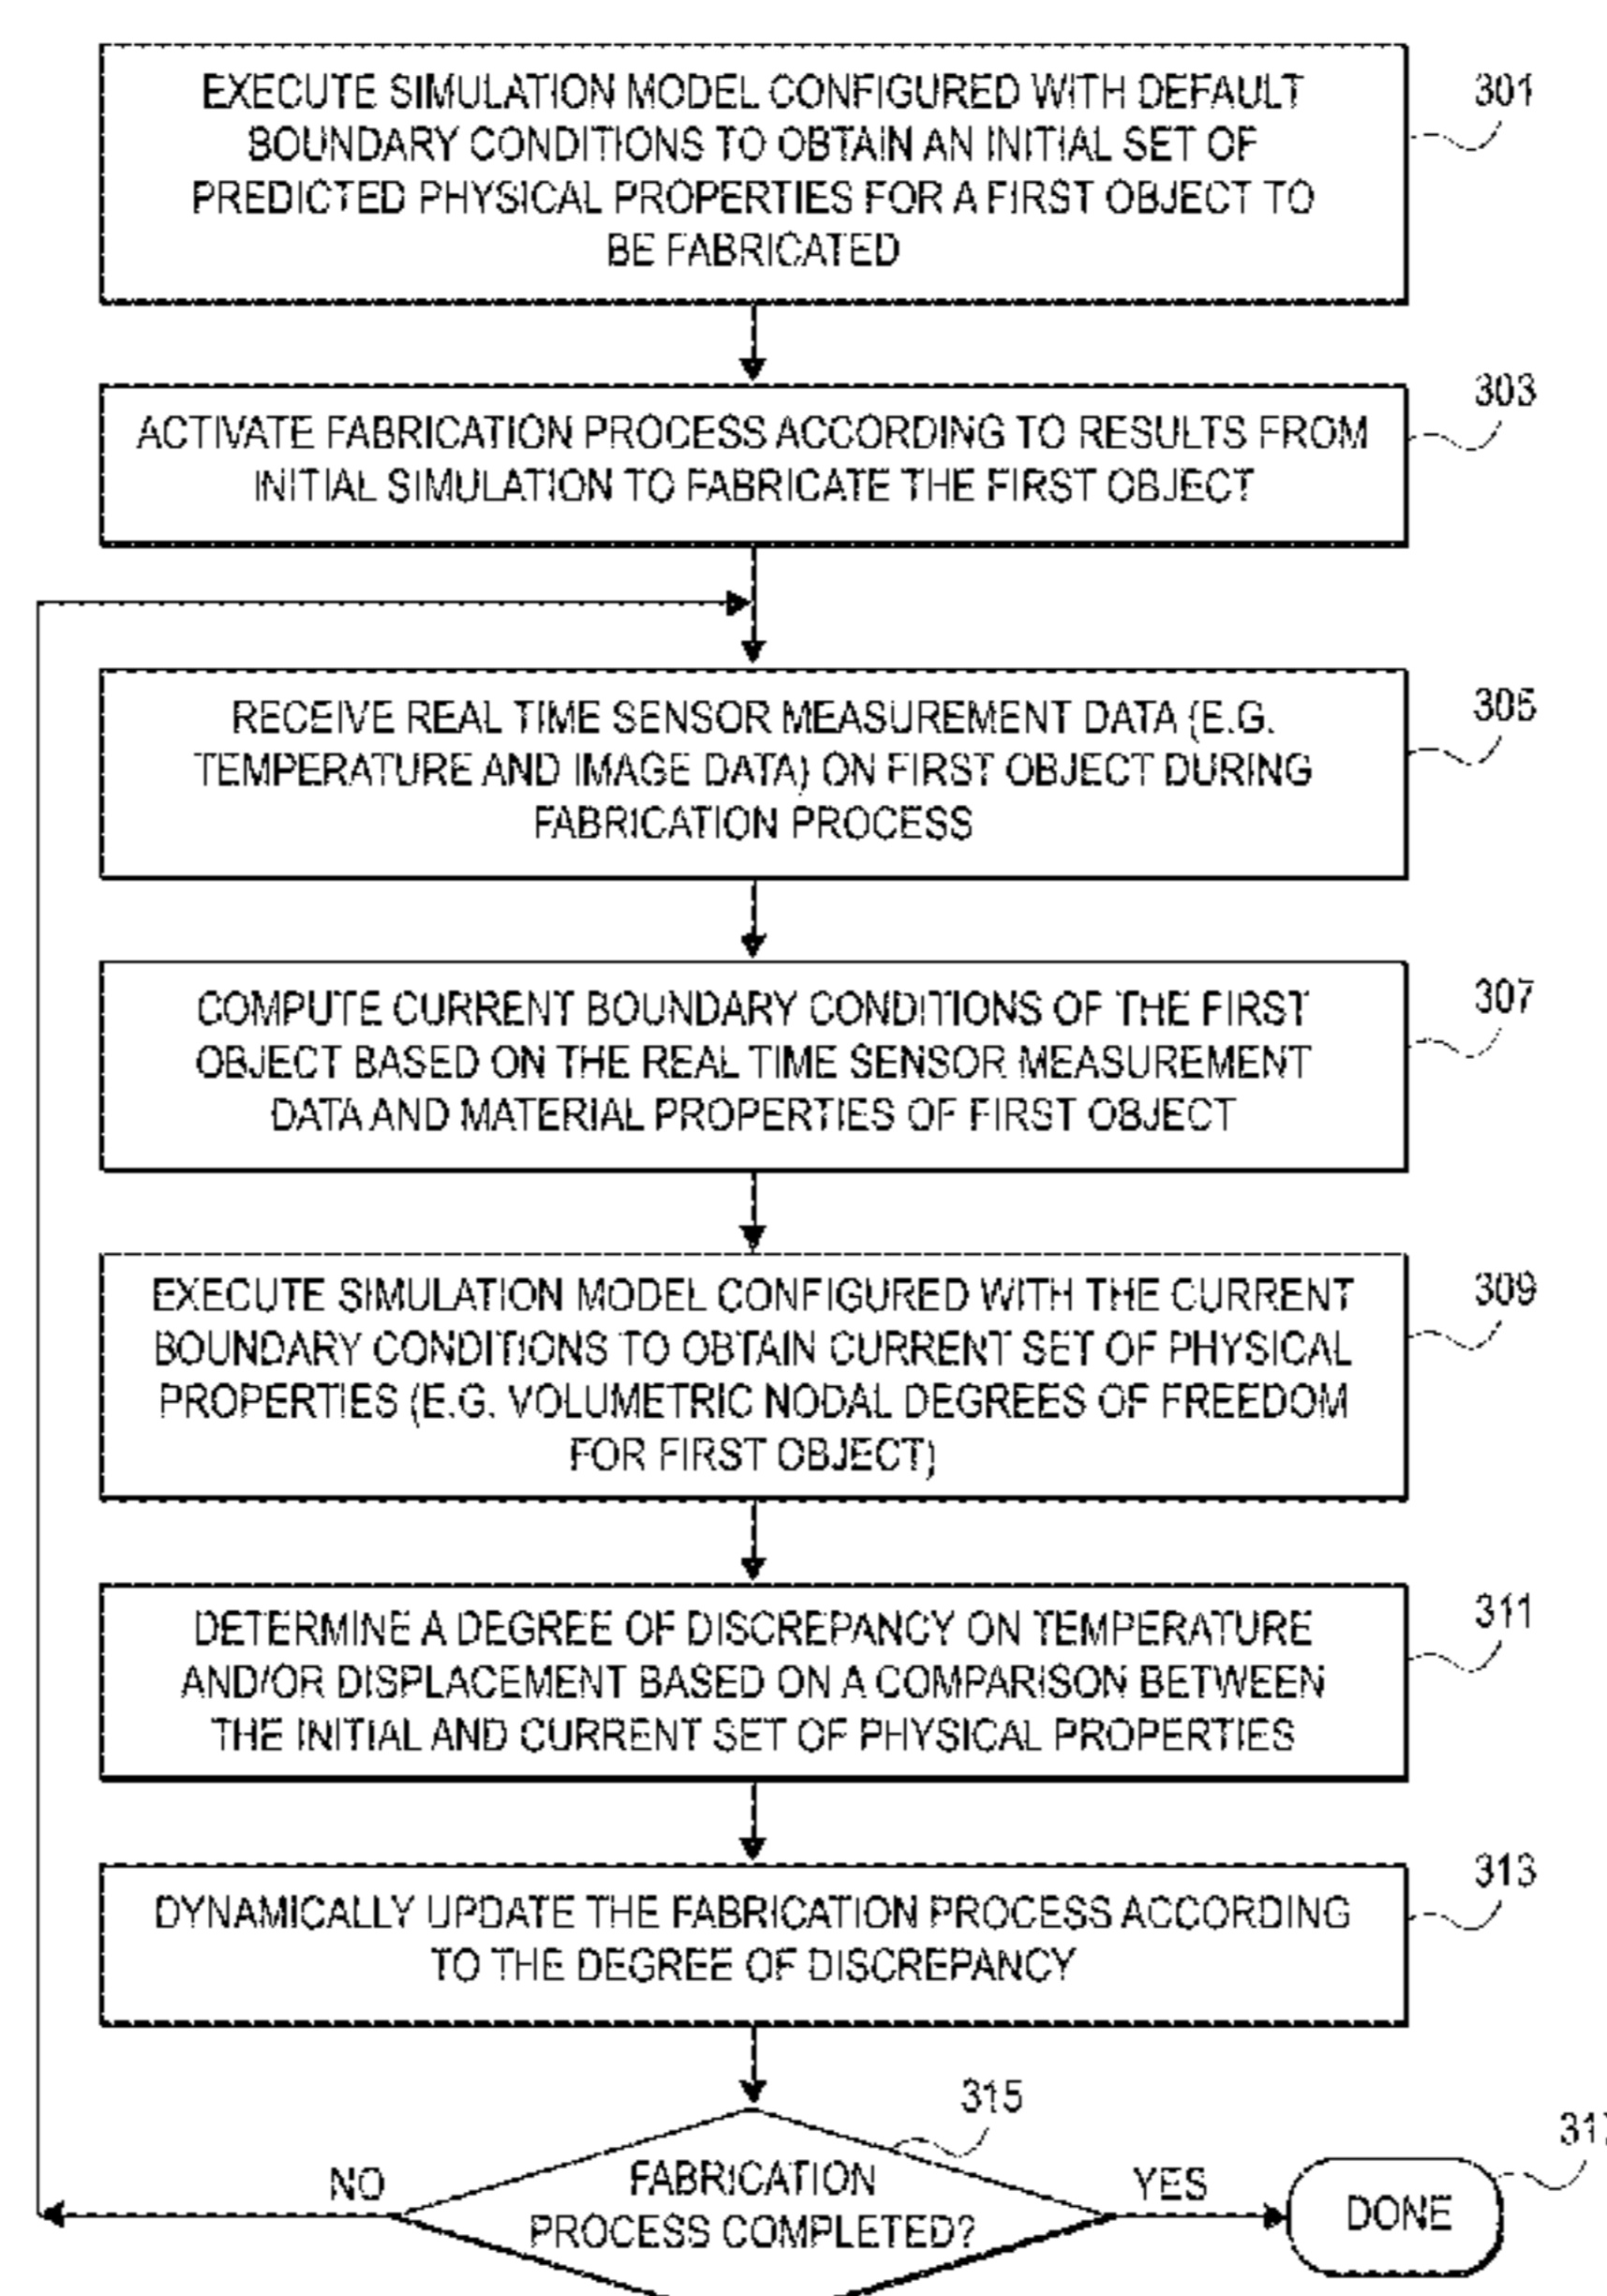 EXECUTE SIMULATION MODEL CONFIGURED WITH DEFAULT
BOUNDARY CONDITIONS TO OBTAIN AN INITIAL SET OF
PREDICTED PHYSICAL PROPERTIES FOR A FIRST OBJECT TO
BE FABRICATED
301
ACTIVATE FABRICATION PROCESS ACCORDING TO RESULTS FROM
INITIAL SIMULATION TO FABRICATE THE FIRST OBJECT
303
RECEIVE REAL TIME SENSOR MEASUREMENT DATA (E.G.
TEMPERATURE AND IMAGE DATA) ON FIRST OBJECT DURING
FABRICATION PROCESS
305
COMPUTE CURRENT BOUNDARY CONDITIONS OF THE FIRST
OBJECT BASED ON THE REAL TIME SENSOR MEASUREMENT
DATA AND MATERIAL PROPERTIES OF FIRST OBJECT
307
EXECUTE SIMULATION MODEL CONFIGURED WITH THE CURRENT
BOUNDARY CONDITIONS TO OBTAIN CURRENT SET OF PHYSICAL
PROPERTIES (E.G. VOLUMETRIC NODAL DEGREES OF FREEDOM
FOR FIRST OBJECT)
309
DETERMINE A DEGREE OF DISCREPANCY ON TEMPERATURE
AND/OR DISPLACEMENT BASED ON A COMPARISON BETWEEN
THE INITIAL AND CURRENT SET OF PHYSICAL PROPERTIES
311
DYNAMICALLY UPDATE THE FABRICATION PROCESS ACCORDING
TO THE DEGREE OF DISCREPANCY
313
315
NO
FABRICATION
PROCESS COMPLETED?
YES
DONE